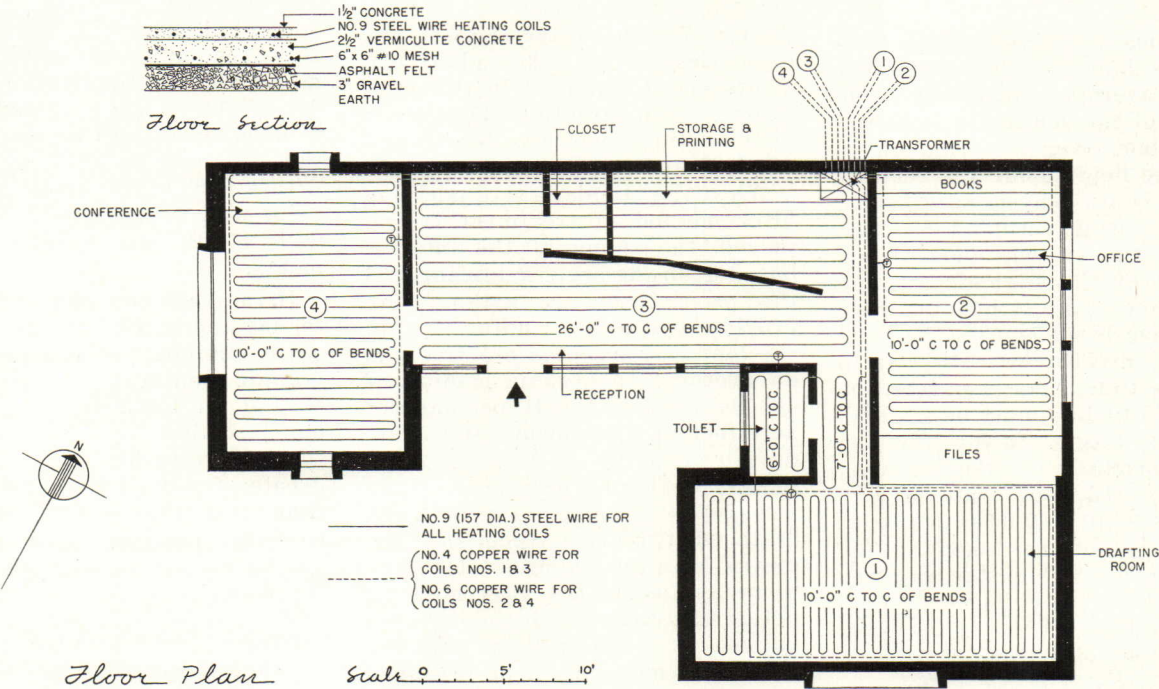 1½" CONCRETE
NO. 9 STEEL WIRE HEATING COILS
2½" VERMICULITE CONCRETE
6" x 6" #10 MESH
ASPHALT FELT
3" GRAVEL
EARTH
Floor Section
4
3
1
2
CLOSET
STORAGE &
PRINTING
TRANSFORMER
BOOKS
CONFERENCE
T
T
OFFICE
4
3
2
26'-0" C TO C OF BENDS
10'-0" C TO C OF BENDS
10'-0" C TO C OF BENDS
T
RECEPTION
TOILET
6'-0" C TO C
7'-0" C TO C
FILES
N
T
NO. 9 (157 DIA.) STEEL WIRE FOR
ALL HEATING COILS
NO. 4 COPPER WIRE FOR
COILS NOS. 1 & 3
NO. 6 COPPER WIRE FOR
COILS NOS. 2 & 4
DRAFTING
ROOM
1
10'-0" C TO C OF BENDS
Floor Plan
Scale 0 5' 10'